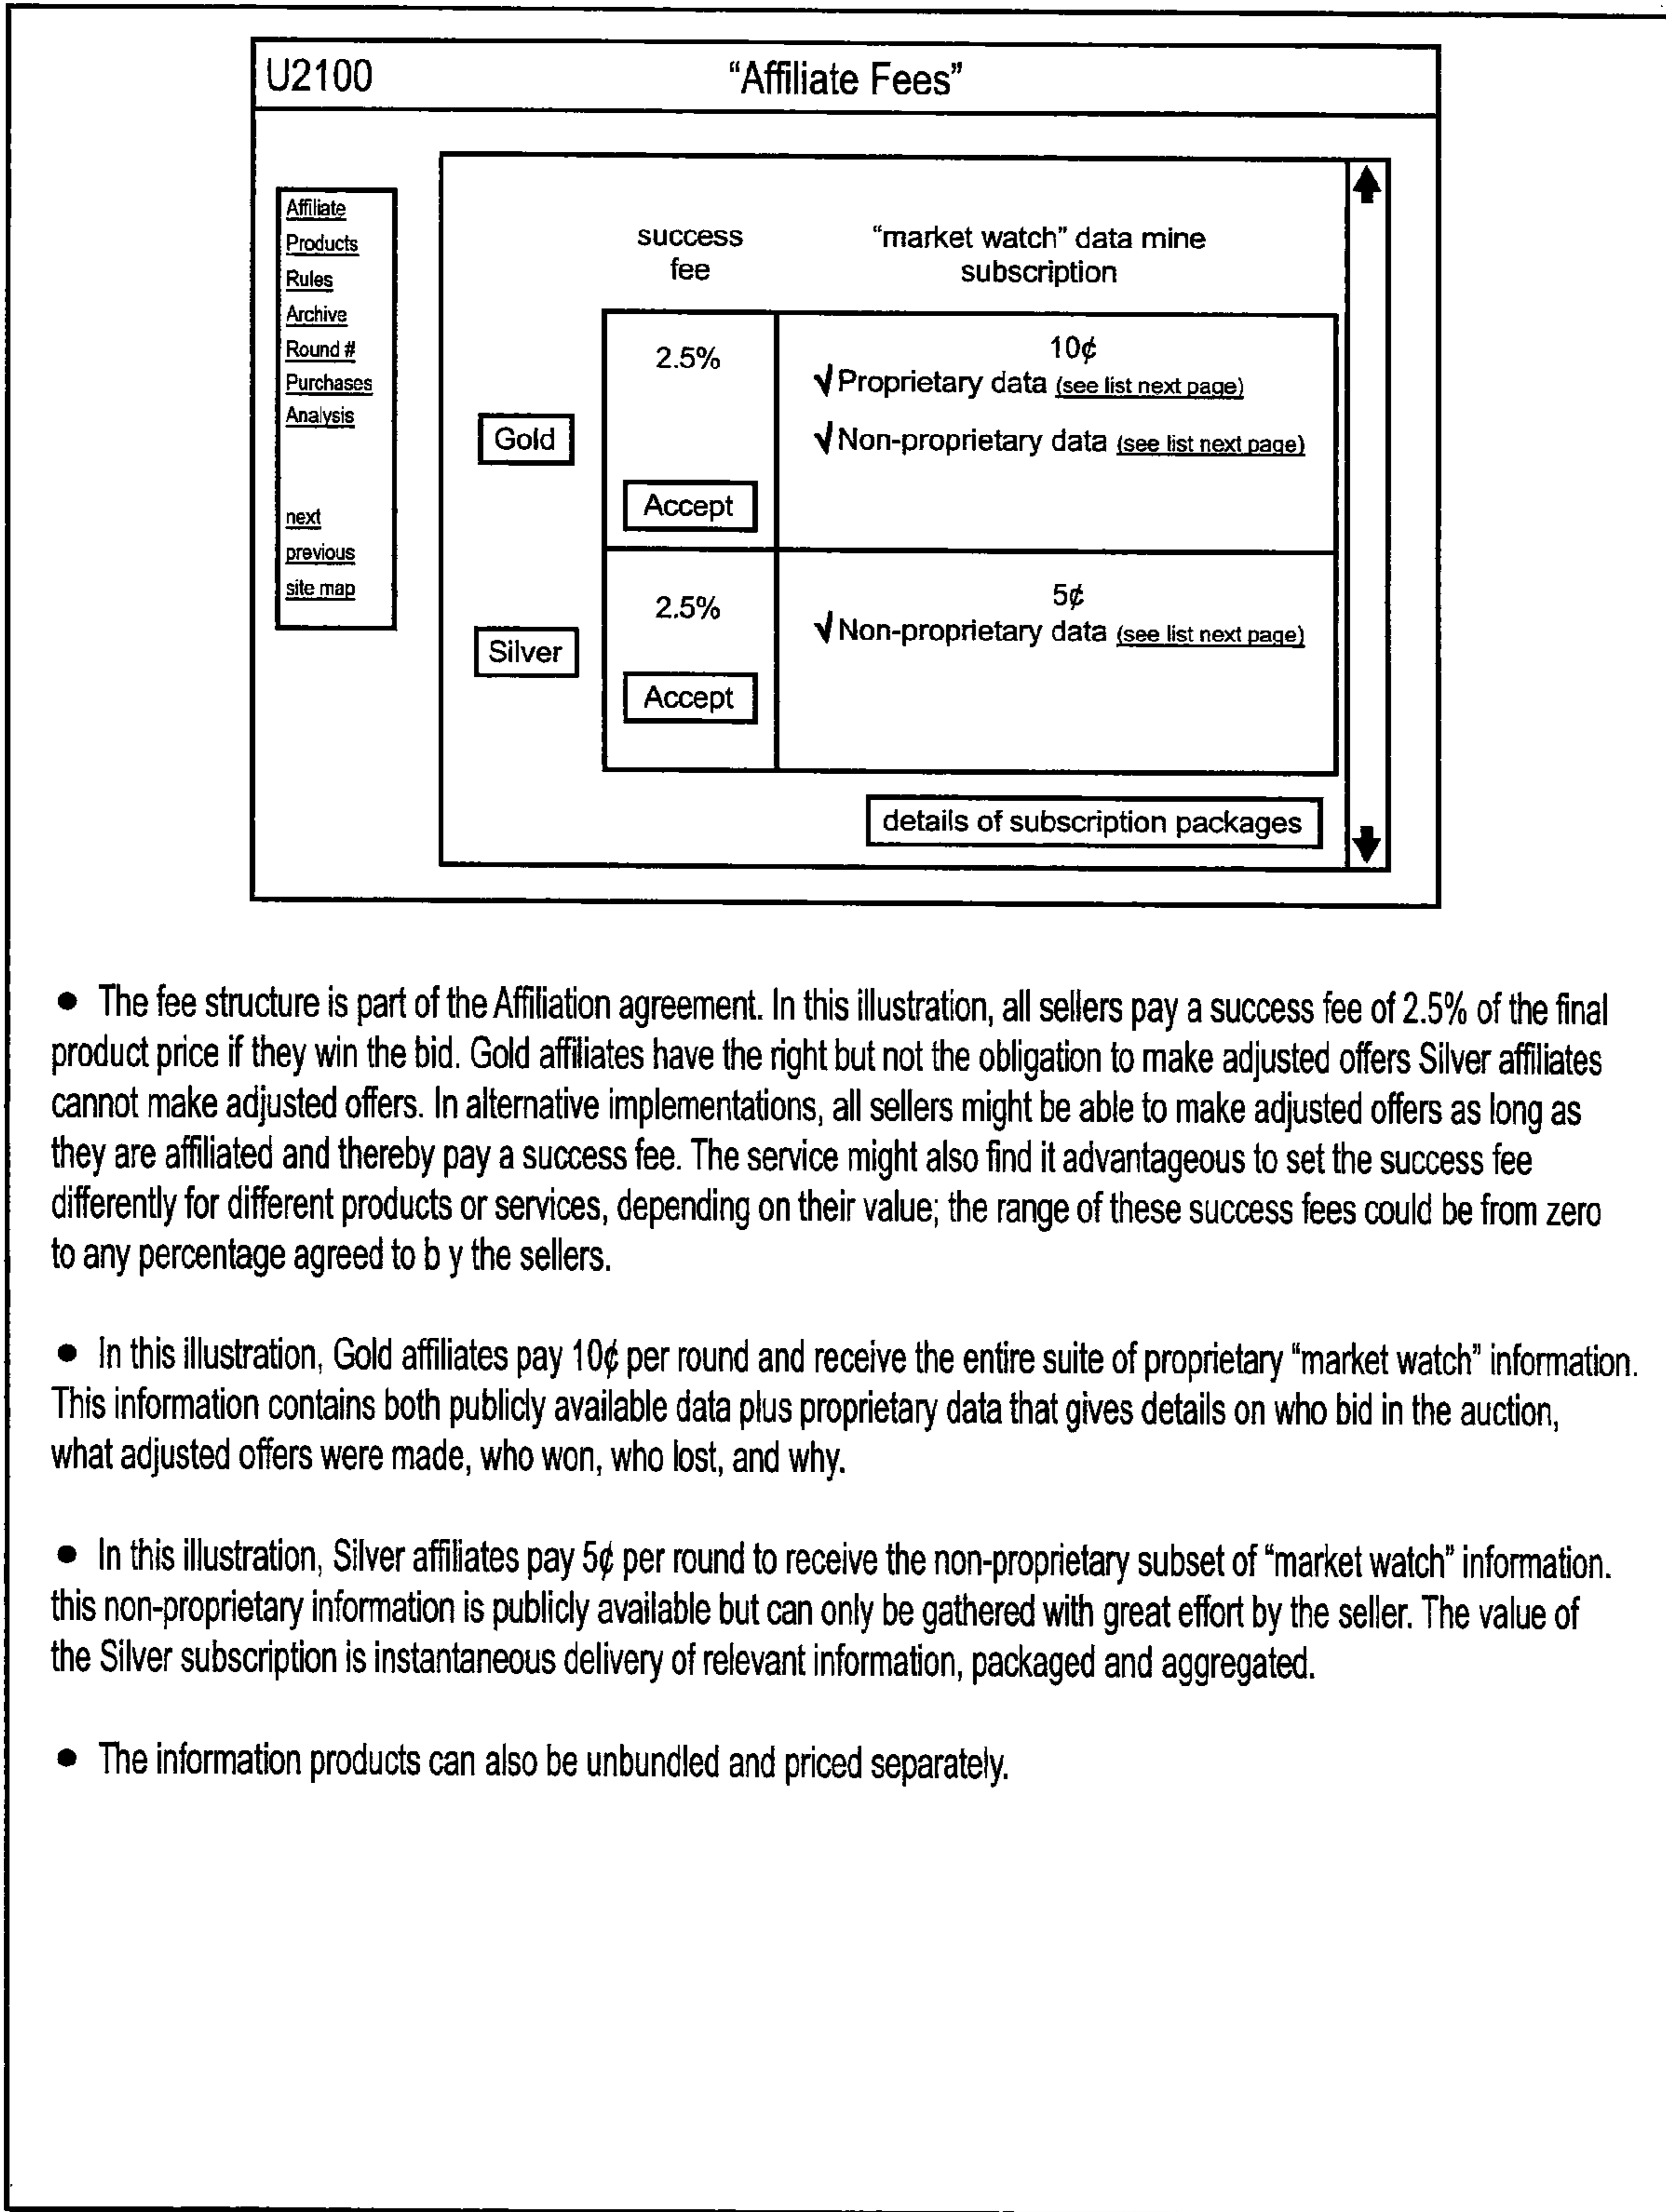 U2100 “Affiliate Fees”
Affiliate
Products
Rules
Archive
Round #
Purchases
Analysis
next
previous
site map
success
fee
“market watch” data mine
subscription
Gold
2.5%
Accept
10¢
√ Proprietary data (see list next page)
√ Non-proprietary data (see list next page)
Silver
2.5%
Accept
5¢
√ Non-proprietary data (see list next page)
details of subscription packages
● The fee structure is part of the Affiliation agreement. In this illustration, all sellers pay a success fee of 2.5% of the final
product price if they win the bid. Gold affiliates have the right but not the obligation to make adjusted offers Silver affiliates
cannot make adjusted offers. In alternative implementations, all sellers might be able to make adjusted offers as long as
they are affiliated and thereby pay a success fee. The service might also find it advantageous to set the success fee
differently for different products or services, depending on their value; the range of these success fees could be from zero
to any percentage agreed to b y the sellers.
● In this illustration, Gold affiliates pay 10¢ per round and receive the entire suite of proprietary “market watch” information.
This information contains both publicly available data plus proprietary data that gives details on who bid in the auction,
what adjusted offers were made, who won, who lost, and why.
● In this illustration, Silver affiliates pay 5¢ per round to receive the non-proprietary subset of “market watch” information.
this non-proprietary information is publicly available but can only be gathered with great effort by the seller. The value of
the Silver subscription is instantaneous delivery of relevant information, packaged and aggregated.
● The information products can also be unbundled and priced separately.